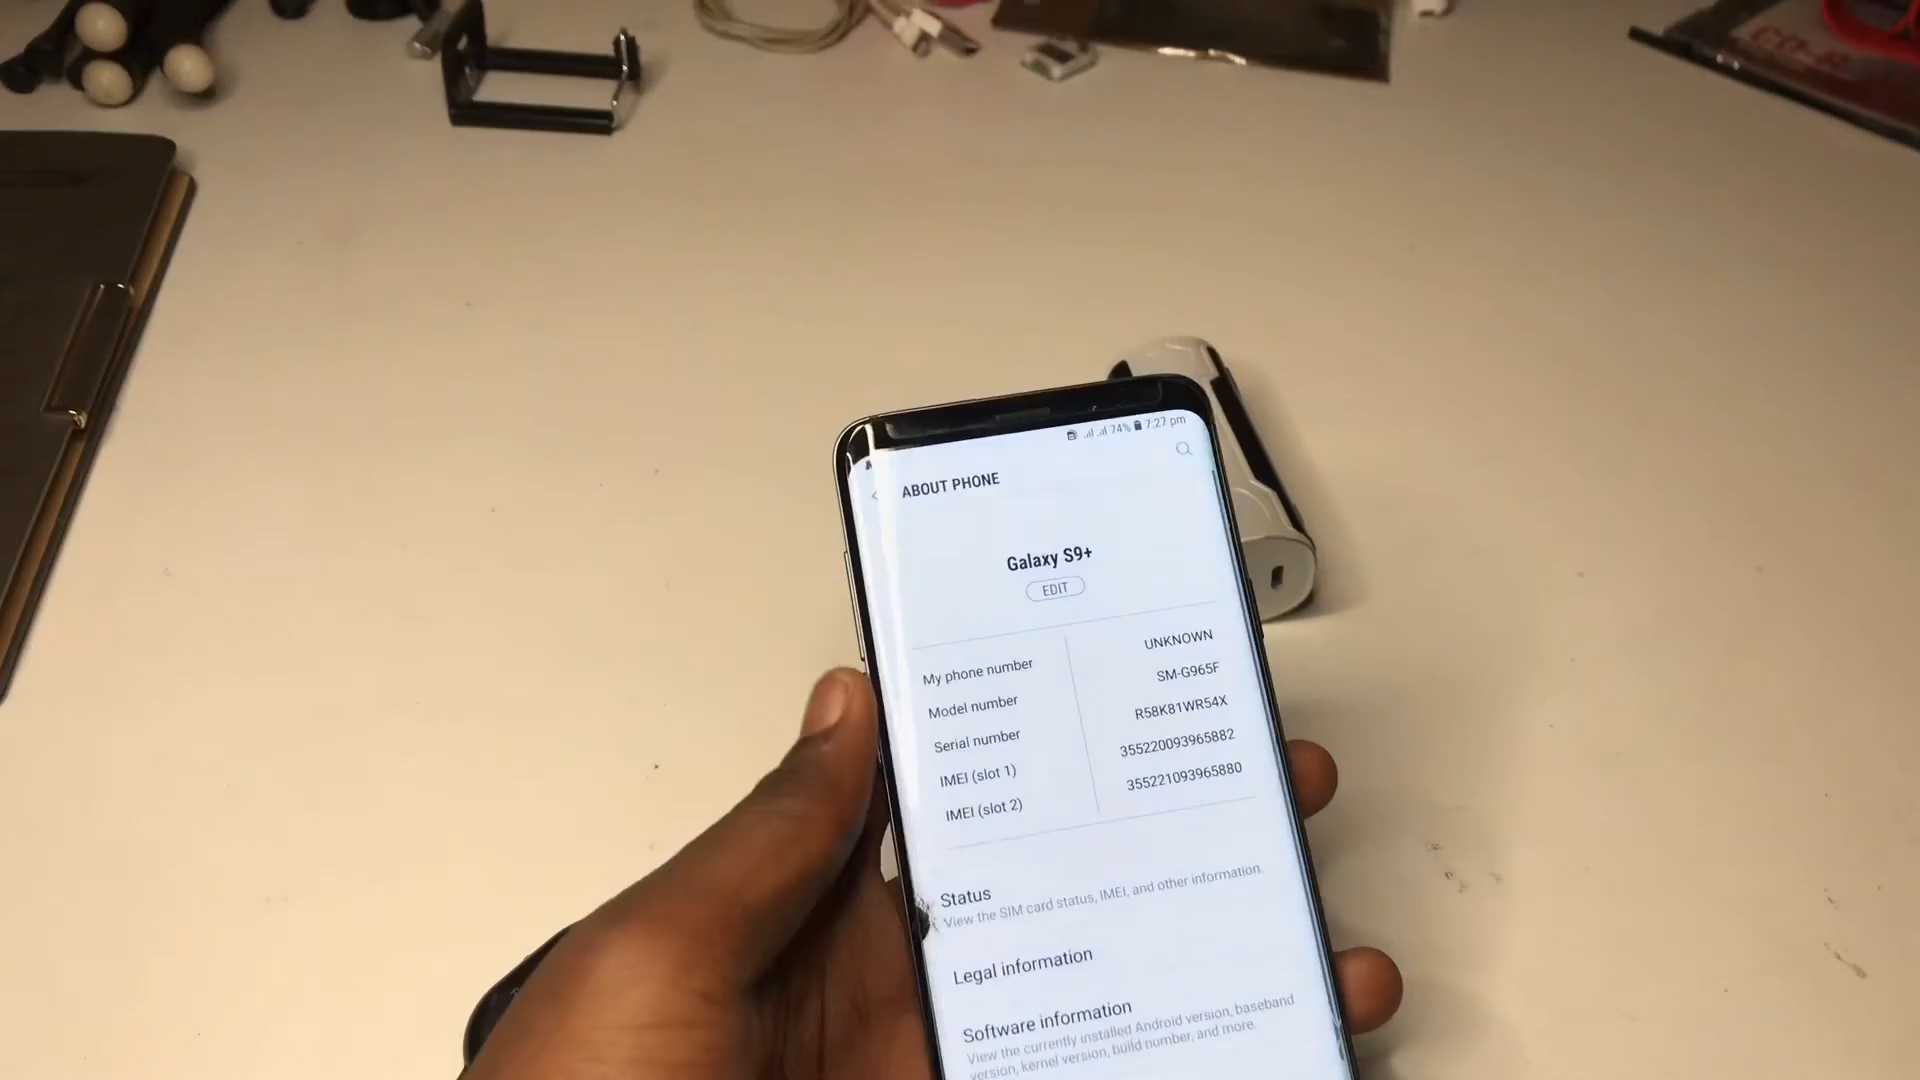 74% 7:27 pm
ABOUT PHONE
Galaxy S9+
EDIT
My phone number UNKNOWN
Model number SM-G965F
Serial number R58K81WR54X
IMEI (slot 1) 355220093965882
IMEI (slot 2) 355221093965880
Status
View the SIM card status, IMEI, and other information.
Legal information
Software information
View the currently installed Android version, baseband
version, kernel version, build number, and more.
CD-R